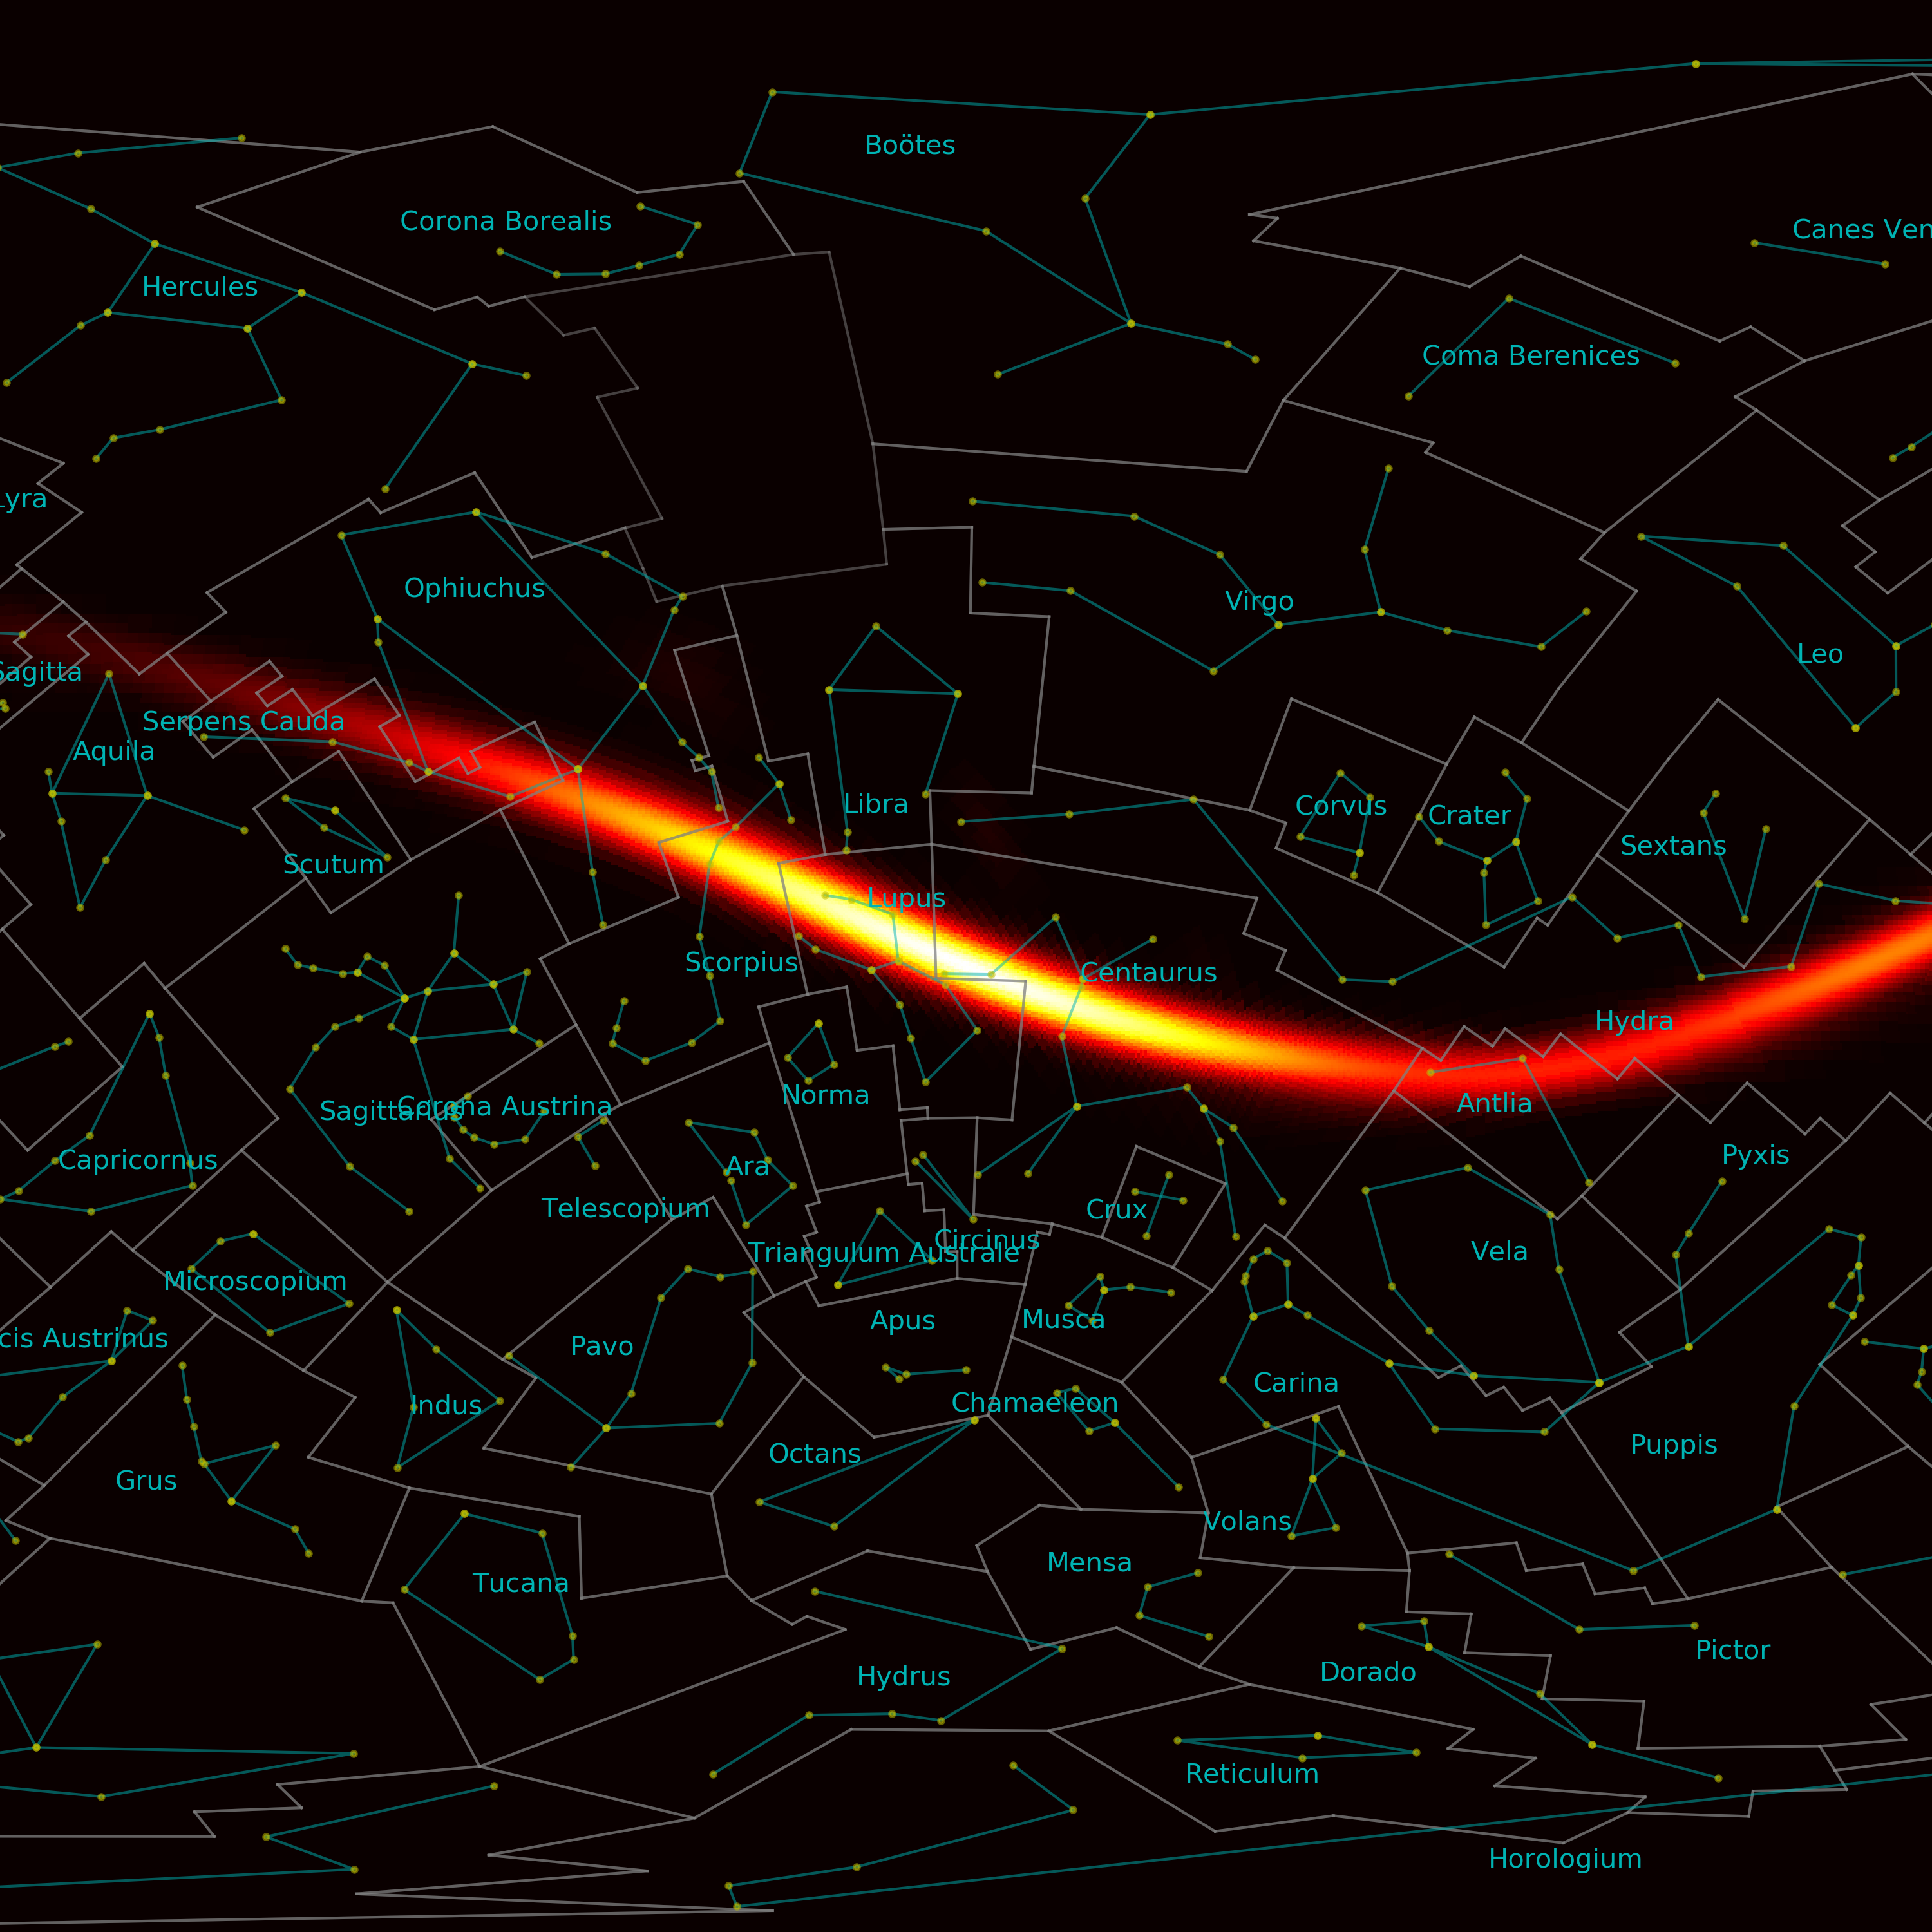 Boötes
Corona Borealis
Canes Ven
Hercules
Coma Berenices
Lyra
Ophiuchus
Virgo
Leo
Sagitta
Serpens Cauda
Aquila
Libra
Corvus
Crater
Sextans
Scutum
Lupus
Scorpius
Centaurus
Hydra
Norma
Antlia
Sagittarius
Corona Austrina
Capricornus
Ara
Pyxis
Telescopium
Crux
Circinus
Triangulum Australe
Vela
Microscopium
Apus
Musca
cis Austrinus
Pavo
Carina
Indus
Chamaeleon
Octans
Puppis
Grus
Volans
Mensa
Tucana
Hydrus
Dorado
Pictor
Reticulum
Horologium